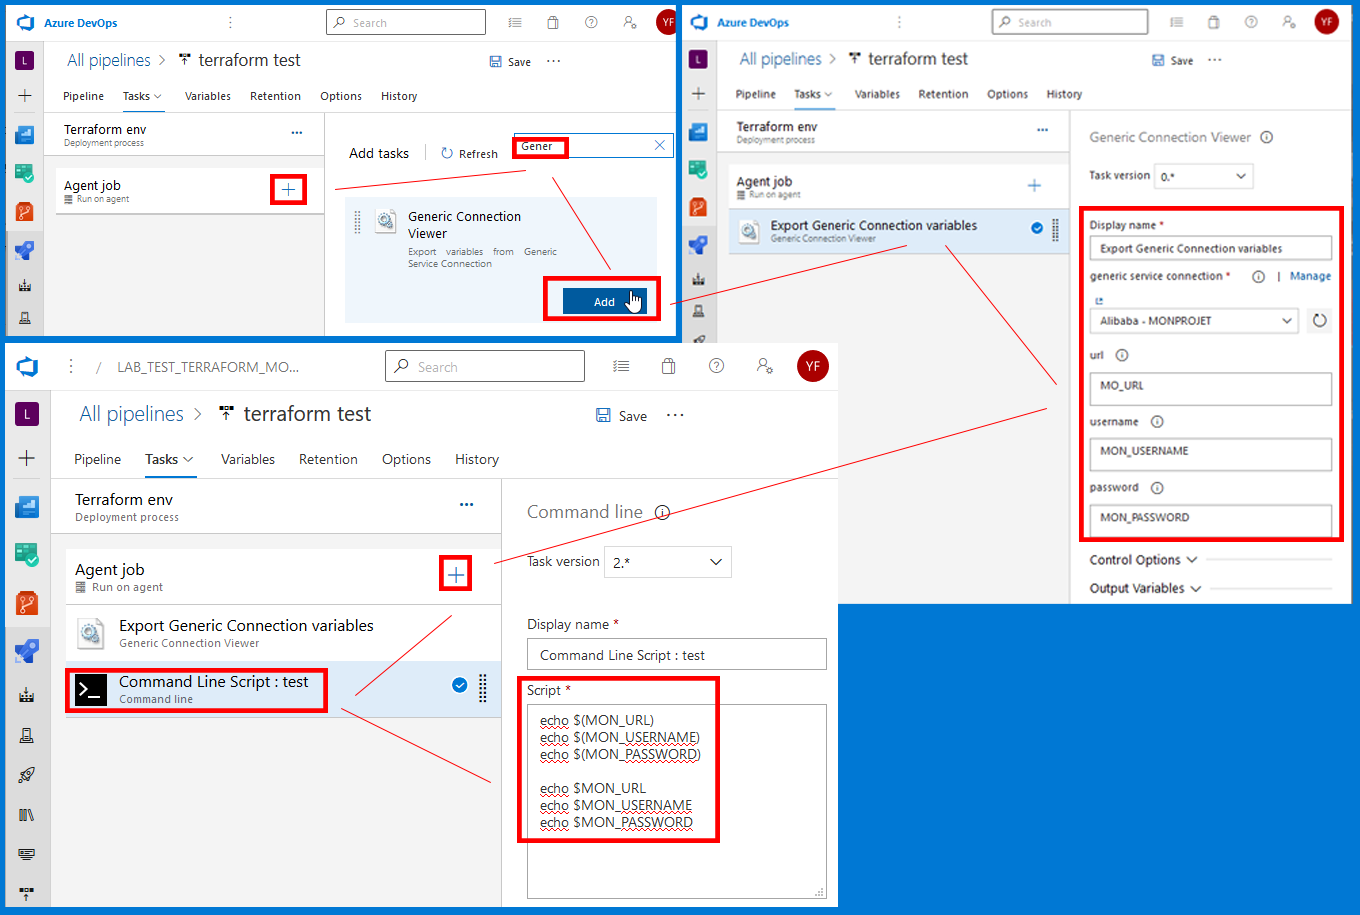 Azure DevOps
Search
YF
L
All pipelines
terraform test
Save
Pipeline
Tasks
Variables
Retention
Options
History
Terraform env
Deployment process
Add tasks
Refresh
Gener
Agent job
Run on agent
Generic Connection
Viewer
Export variables from Generic
Service Connection
Add
Azure DevOps
Search
YF
L
All pipelines
terraform test
Save
Pipeline
Tasks
Variables
Retention
Options
History
Terraform env
Deployment process
Agent job
Run on agent
Export Generic Connection variables
Generic Connection Viewer
Generic Connection Viewer
Task version
0.*
Display name *
Export Generic Connection variables
generic service connection * | Manage
Alibaba - MONPROJET
url
MO_URL
username
MON_USERNAME
password
MON_PASSWORD
Control Options
Output Variables
/ LAB_TEST_TERRAFORM_MO...
Search
YF
L
All pipelines
terraform test
Save
Pipeline
Tasks
Variables
Retention
Options
History
Terraform env
Deployment process
Agent job
Run on agent
Export Generic Connection variables
Generic Connection Viewer
Command Line Script : test
Command line
Command line
Task version
2.*
Display name *
Command Line Script : test
Script *
echo $(MON_URL)
echo $(MON_USERNAME)
echo $(MON_PASSWORD)
echo $MON_URL
echo $MON_USERNAME
echo $MON_PASSWORD